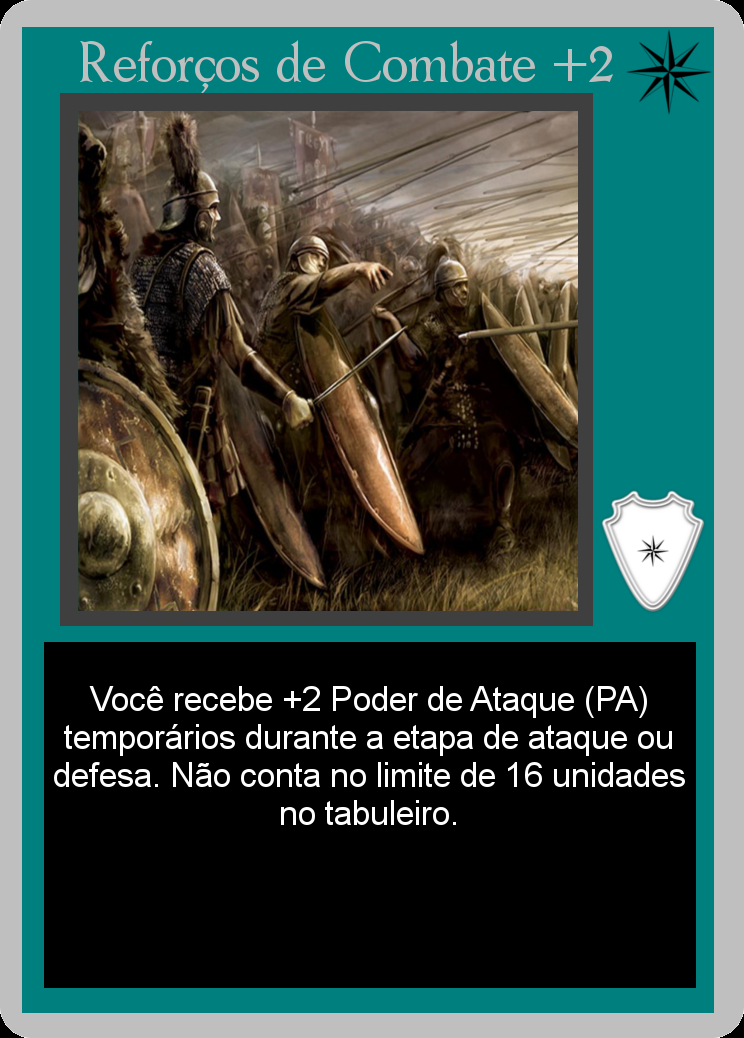 Reforços de Combate +2
Você recebe +2 Poder de Ataque (PA)
temporários durante a etapa de ataque ou
defesa. Não conta no limite de 16 unidades
no tabuleiro.